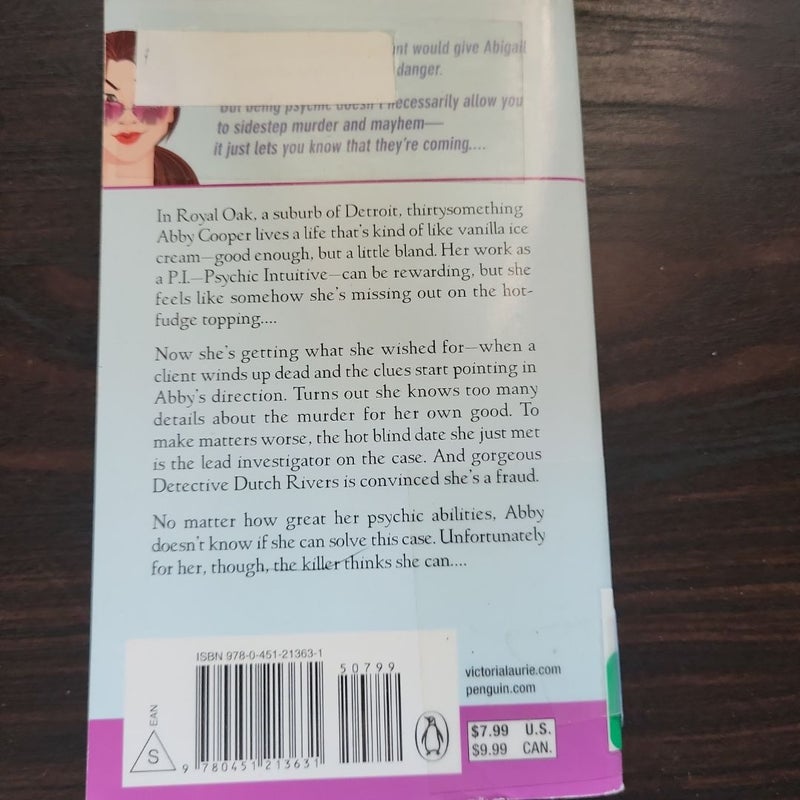 int would give Abigail
danger.
But being psychic doesn't necessarily allow you
to sidestep murder and mayhem—
it just lets you know that they're coming....
In Royal Oak, a suburb of Detroit, thirtysomething
Abby Cooper lives a life that's kind of like vanilla ice
cream—good enough, but a little bland. Her work as
a P.I.—Psychic Intuitive—can be rewarding, but she
feels like somehow she's missing out on the hot-
fudge topping....
Now she's getting what she wished for—when a
client winds up dead and the clues start pointing in
Abby's direction. Turns out she knows too many
details about the murder for her own good. To
make matters worse, the hot blind date she just met
is the lead investigator on the case. And gorgeous
Detective Dutch Rivers is convinced she's a fraud.
No matter how great her psychic abilities, Abby
doesn't know if she can solve this case. Unfortunately
for her, though, the killer thinks she can....
ISBN 978-0-451-21363-1
50799
EAN
S
9 780451 213631
victorialaurie.com
penguin.com
$7.99 U.S.
$9.99 CAN.